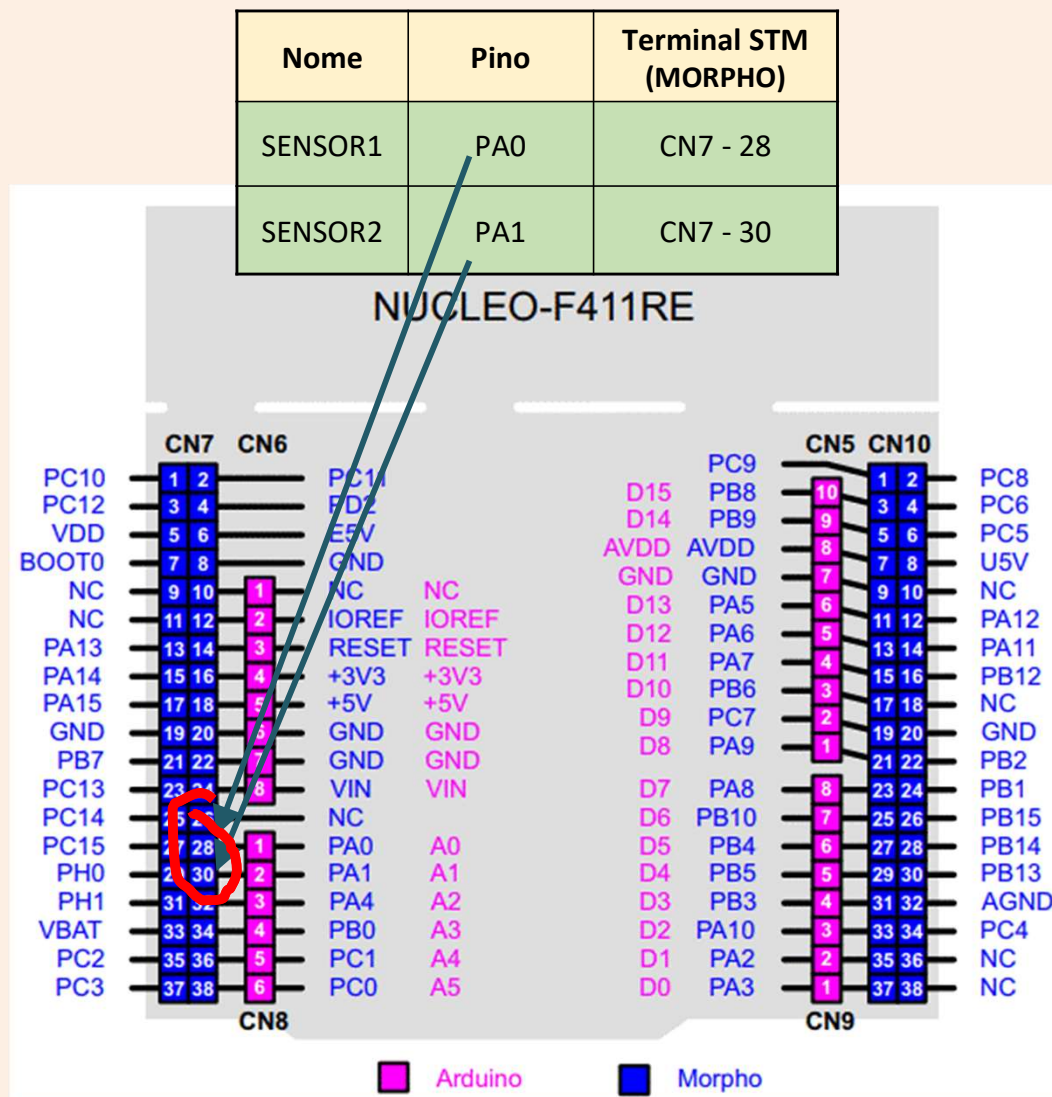 Nome Pino Terminal STM (MORPHO)
SENSOR1 PA0 CN7 - 28
SENSOR2 PA1 CN7 - 30
NUCLEO-F411RE
CN7 CN6 CN5 CN10
PC9
PC10 1 2 PC11 D15 PB8 10 1 2 PC8
PC12 3 4 PD2 D14 PB9 9 3 4 PC6
VDD 5 6 E5V AVDD AVDD 8 5 6 PC5
BOOT0 7 8 GND GND GND 7 7 8 U5V
NC 9 10 1 NC NC D13 PA5 6 9 10 NC
NC 11 12 2 IOREF IOREF D12 PA6 5 11 12 PA12
PA13 13 14 3 RESET RESET D11 PA7 4 13 14 PA11
PA14 15 16 4 +3V3 +3V3 D10 PB6 3 15 16 PB12
PA15 17 18 5 +5V +5V D9 PC7 2 17 18 NC
GND 19 20 6 GND GND D8 PA9 1 19 20 GND
PB7 21 22 7 GND GND 21 22 PB2
PC13 23 8 VIN VIN D7 PA8 8 23 24 PB1
PC14 25 26 NC D6 PB10 7 25 26 PB15
PC15 27 28 1 PA0 A0 D5 PB4 6 27 28 PB14
PH0 30 2 PA1 A1 D4 PB5 5 29 30 PB13
PH1 31 32 3 PA4 A2 D3 PB3 4 31 32 AGND
VBAT 33 34 4 PB0 A3 D2 PA10 3 33 34 PC4
PC2 35 36 5 PC1 A4 D1 PA2 2 35 36 NC
PC3 37 38 6 PC0 A5 D0 PA3 1 37 38 NC
CN8 CN9
Arduino Morpho